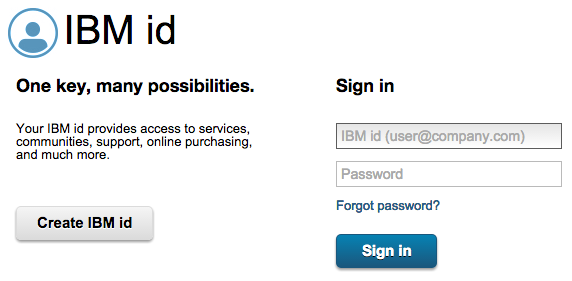 IBM id
One key, many possibilities.
Your IBM id provides access to services,
communities, support, online purchasing,
and much more.
Create IBM id
Sign in
IBM id (user@company.com)
Password
Forgot password?
Sign in